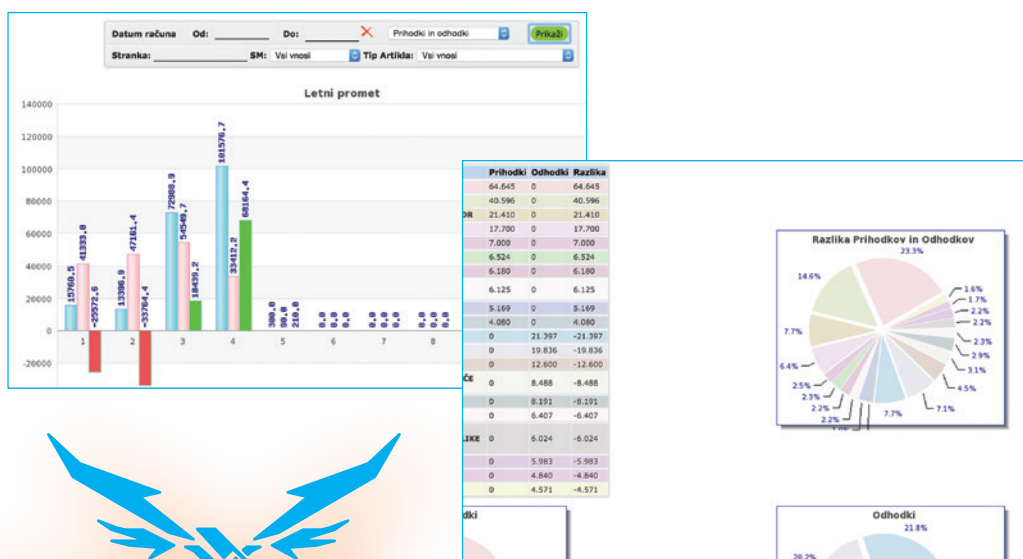 Datum računa Od: Do: Prihodki in odhodki Prikaži
Stranka: SM: Vsi vnosi Tip Artikla: Vsi vnosi
Letni promet
140000
120000
100000
80000
60000
40000
20000
0
-20000
15760.5 41333.0 -25572.6
13396.9 47161.4 -33764.4
72988.9 54549.7 18439.2
101576.7 33412.2 68164.4
300.0 90.0 210.0
0.0 0.0 0.0
0.0 0.0 0.0
0.0 0.0 0.0
1 2 3 4 5 6 7 8
Prihodki Odhodki Razlika
64.645 0 64.645
40.596 0 40.596
OR 21.410 0 21.410
17.700 0 17.700
7.000 0 7.000
6.524 0 6.524
6.180 0 6.180
6.125 0 6.125
5.169 0 5.169
4.080 0 4.080
0 21.397 -21.397
0 19.836 -19.836
0 12.600 -12.600
ČE 0 8.488 -8.488
0 8.191 -8.191
0 6.407 -6.407
LIKE 0 6.024 -6.024
0 5.983 -5.983
0 4.840 -4.840
0 4.571 -4.571
Razlika Prihodkov in Odhodkov
23.3%
14.6%
7.7%
6.4%
2.5%
2.3%
2.2%
2.2%
7.7%
7.1%
4.5%
3.1%
2.9%
2.3%
2.2%
2.2%
1.7%
1.6%
dki
Odhodki
21.8%
20.2%